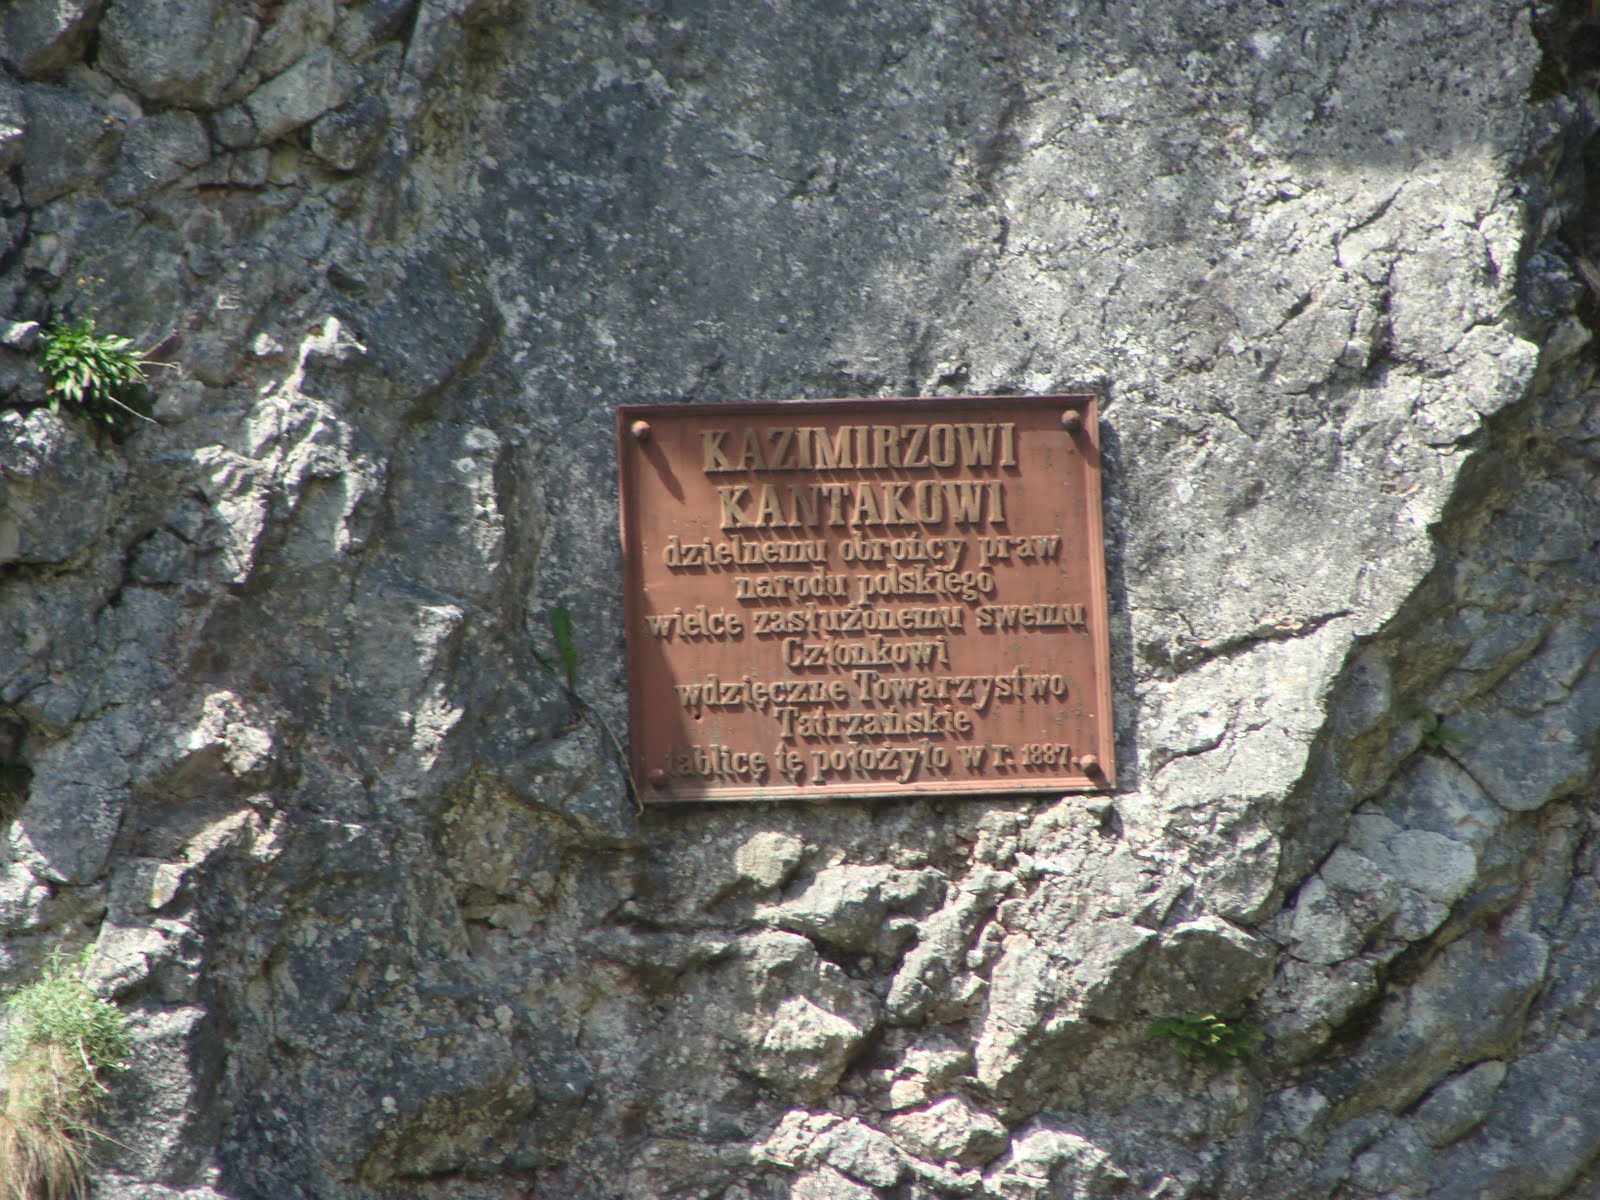 KAZIMIRZOWI
KANTAKOWI
dzielnemu obrońcy praw
narodu polskiego
wielce zasłużonemu swemu
Członkowi
wdzięczne Towarzystwo
Tatrzańskie
tablicę tę położyło w r. 1887.